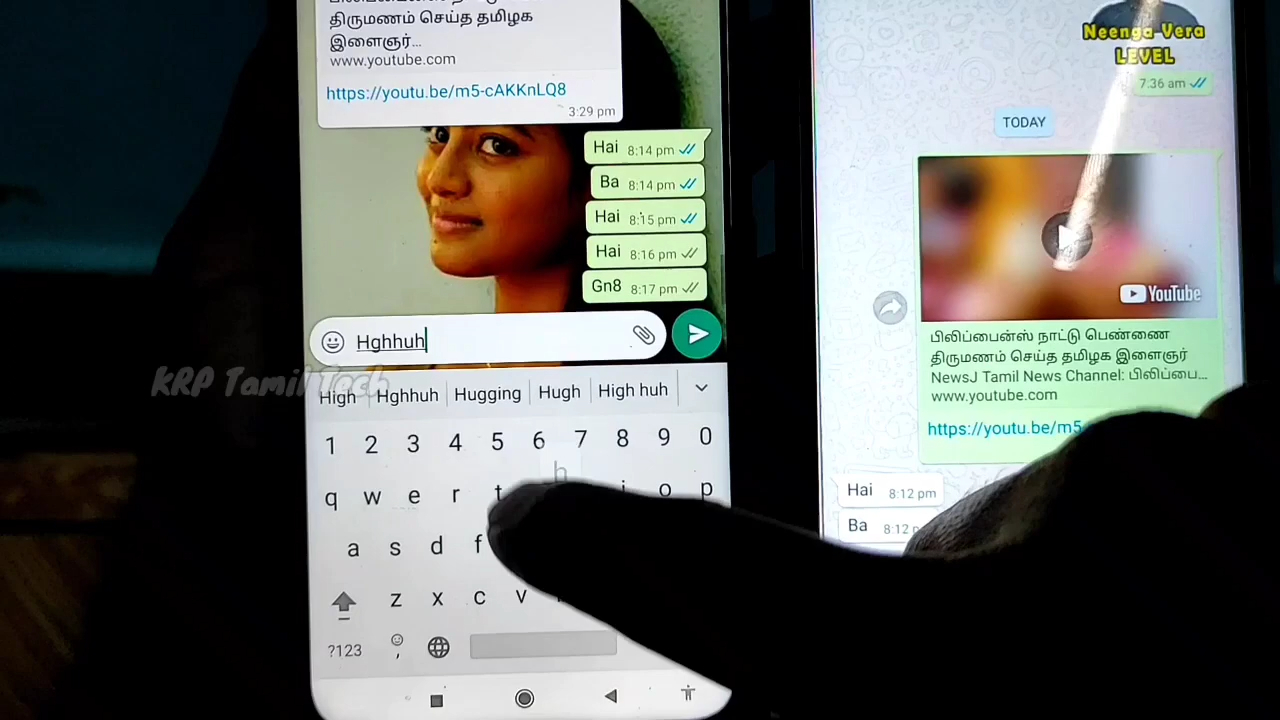 திருமணம் செய்த தமிழக
இளைஞர்...
www.youtube.com
https://youtu.be/m5-cAKKnLQ8
3:29 pm
Hai 8:14 pm
Ba 8:14 pm
Hai 8:15 pm
Hai 8:16 pm
Gn8 8:17 pm
Hghhuh
High Hghhuh Hugging Hugh High huh
1 2 3 4 5 6 7 8 9 0
h
q w e r t i o p
a s d f
z x c v
?123 ,
KRP Tamil Tech
Neenga Vera
LEVEL
7:36 am
TODAY
YouTube
பிலிப்பைன்ஸ் நாட்டு பெண்ணை
திருமணம் செய்த தமிழக இளைஞர்
NewsJ Tamil News Channel: பிலிப்பை...
www.youtube.com
https://youtu.be/m5-
Hai 8:12 pm
Ba 8:12